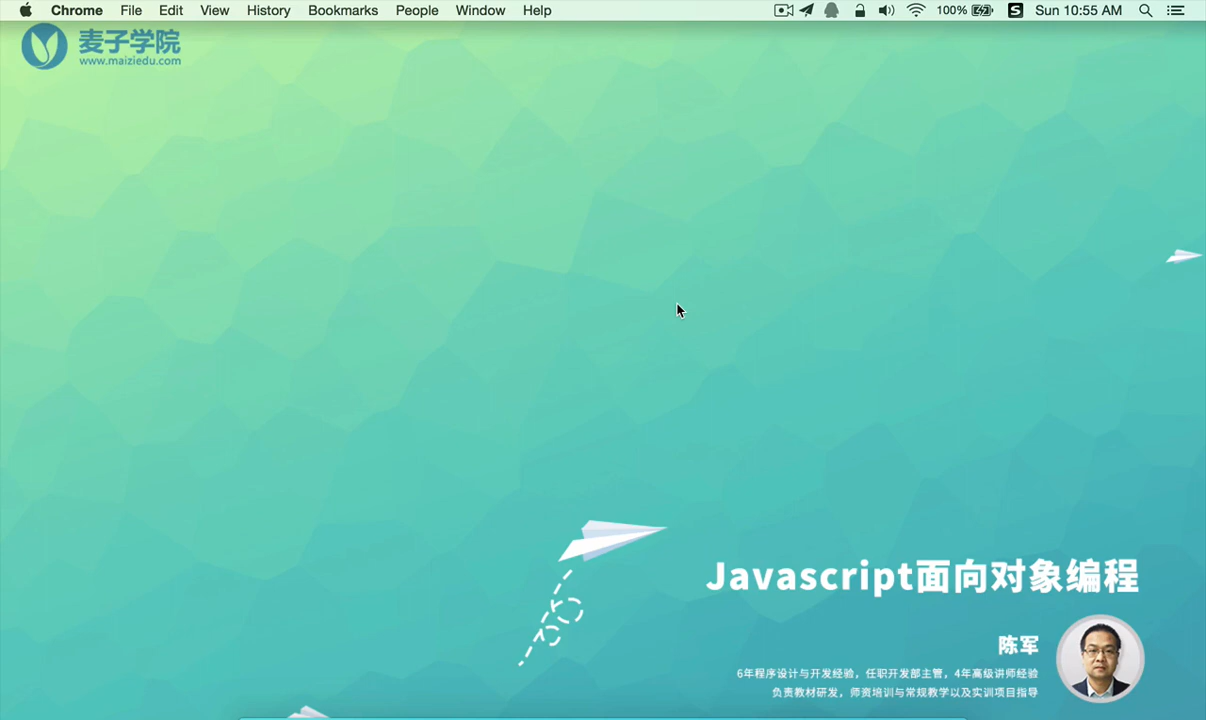 Chrome File Edit View History Bookmarks People Window Help 100% S Sun 10:55 AM
麦子学院
www.maiziedu.com
Javascript面向对象编程
陈军
6年程序设计与开发经验，任职开发部主管，4年高级讲师经验
负责教材研发，师资培训与常规教学以及实训项目指导